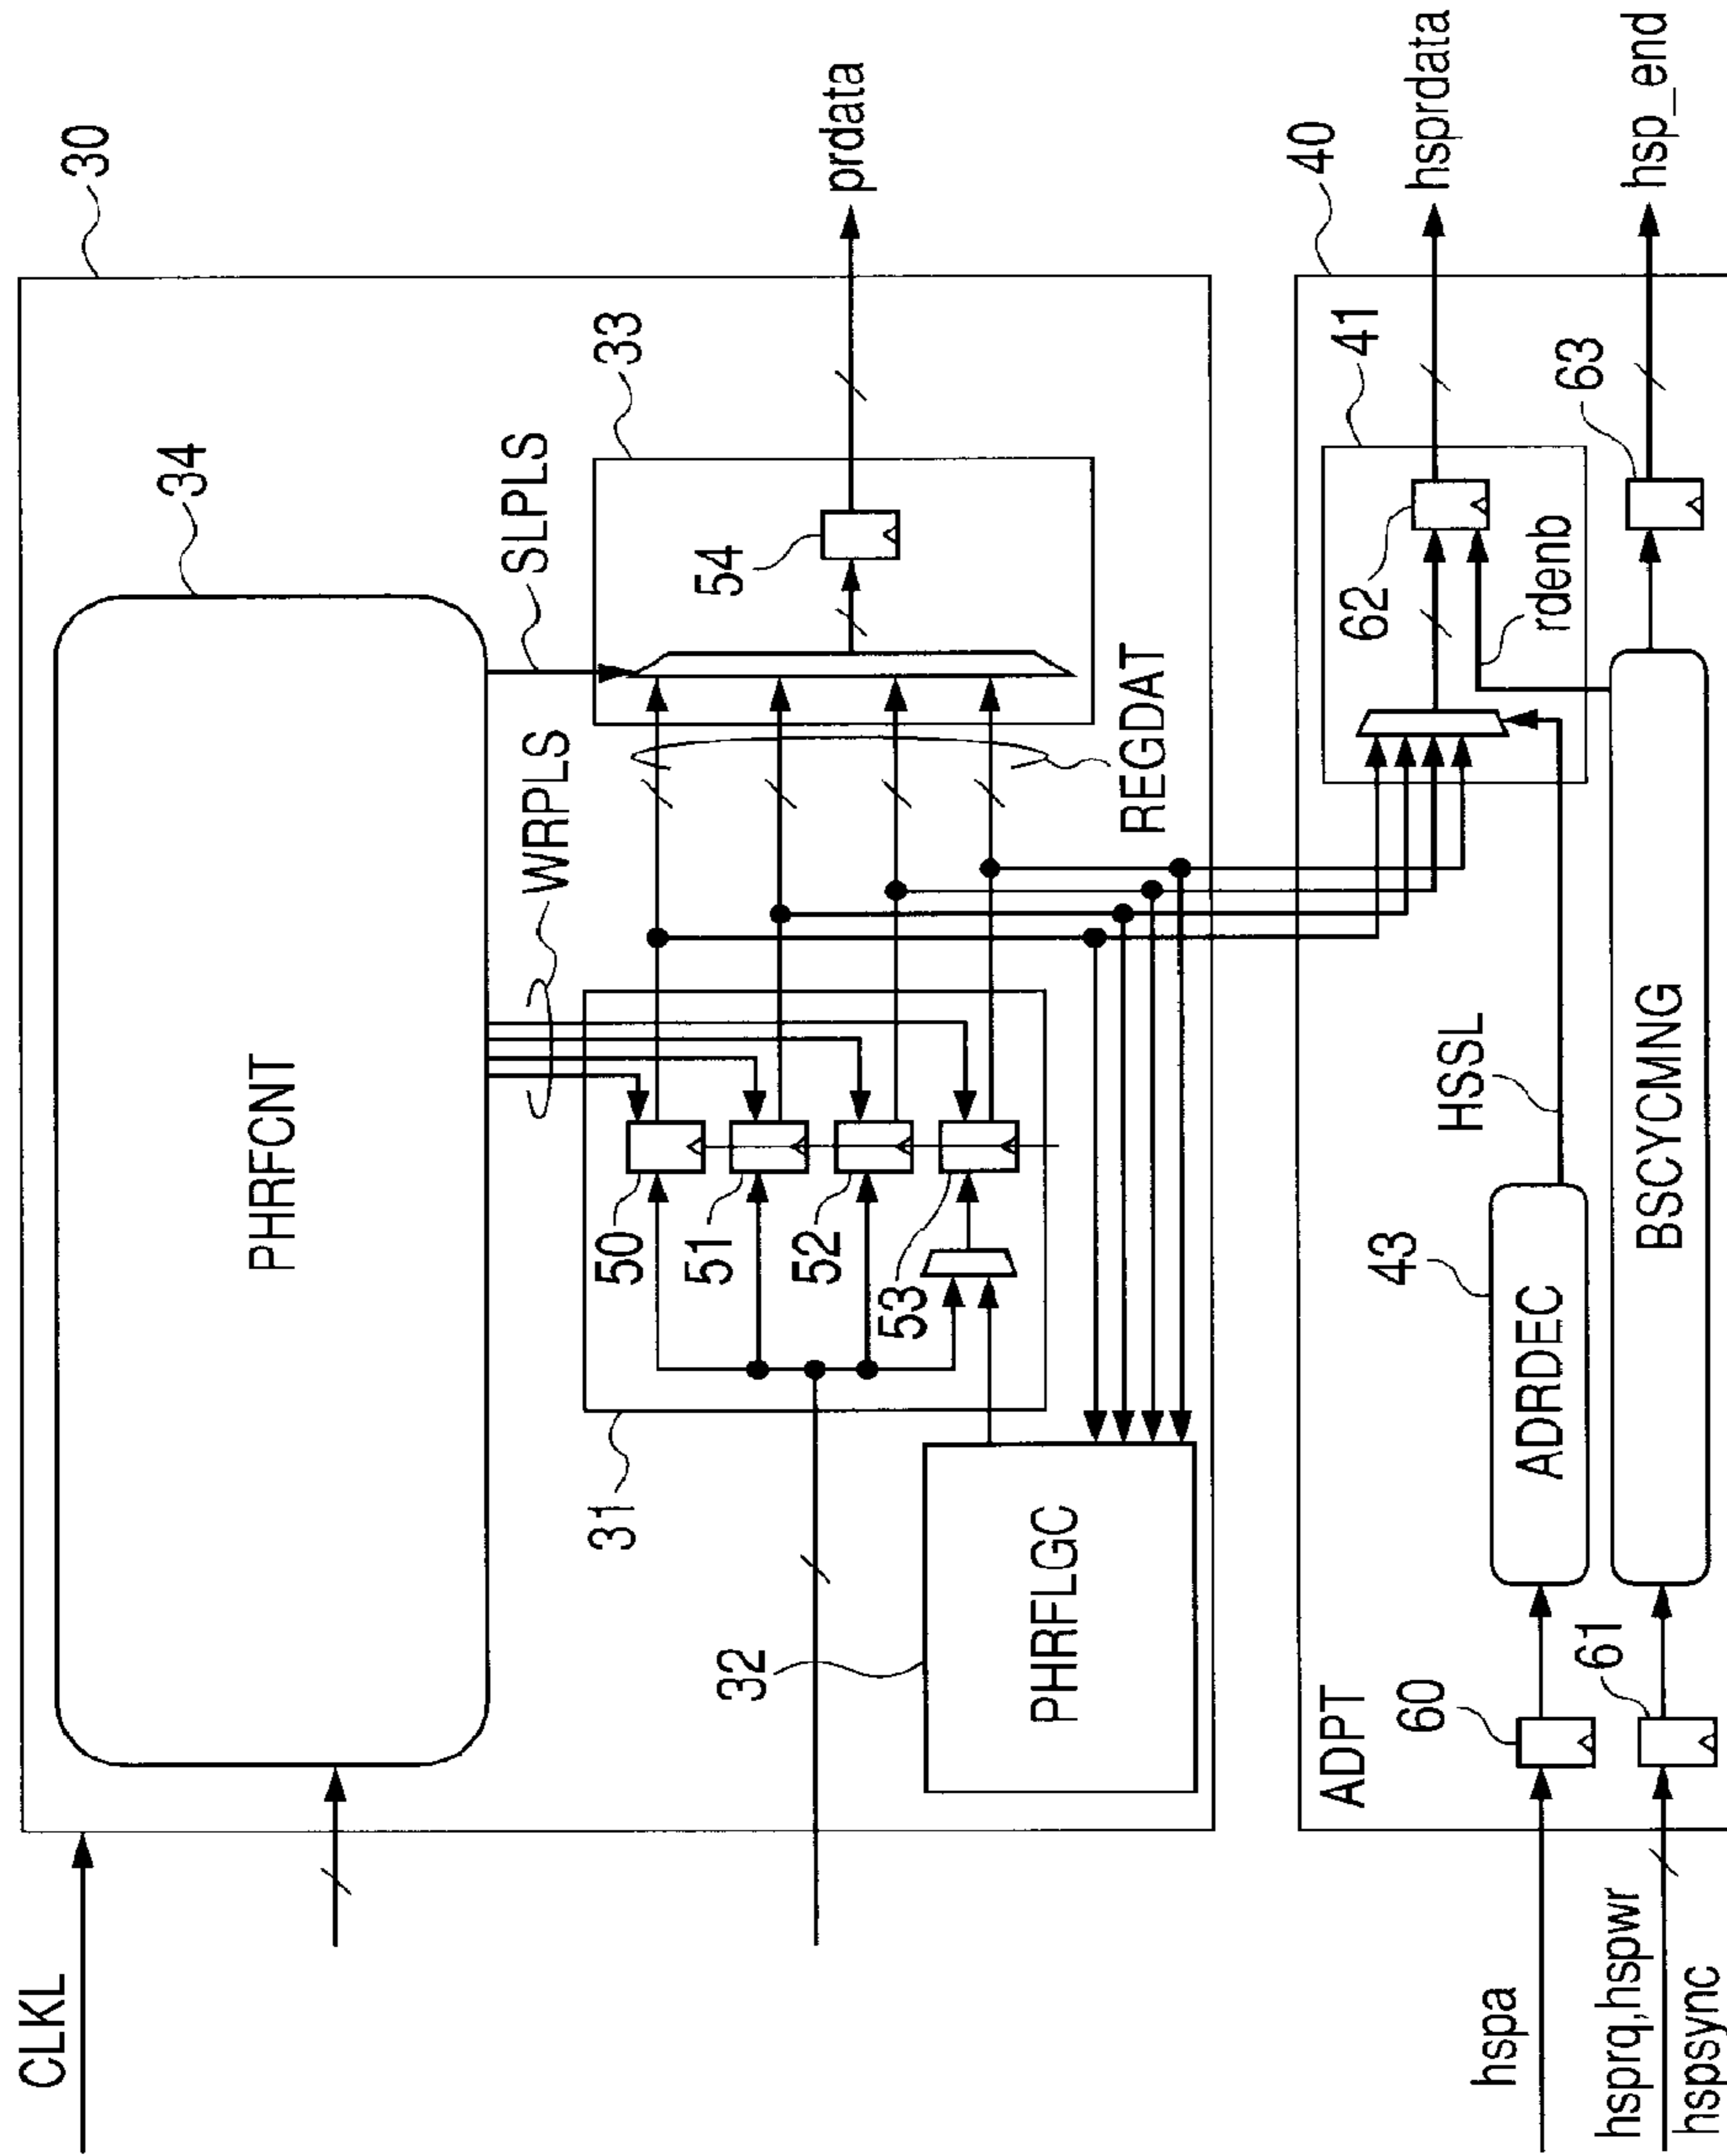 30
CLKL
34
PHRFCNT
WRPLS
SLPLS
33
54
prdata
REGDAT
50
51
52
53
31
32
PHRFLGC
40
ADPT
41
62
rdenb
hsprdata
HSSL
43
ADRDEC
60
hspa
61
BSCYCMNG
63
hsp_end
hsprq,hspwr
hspsync